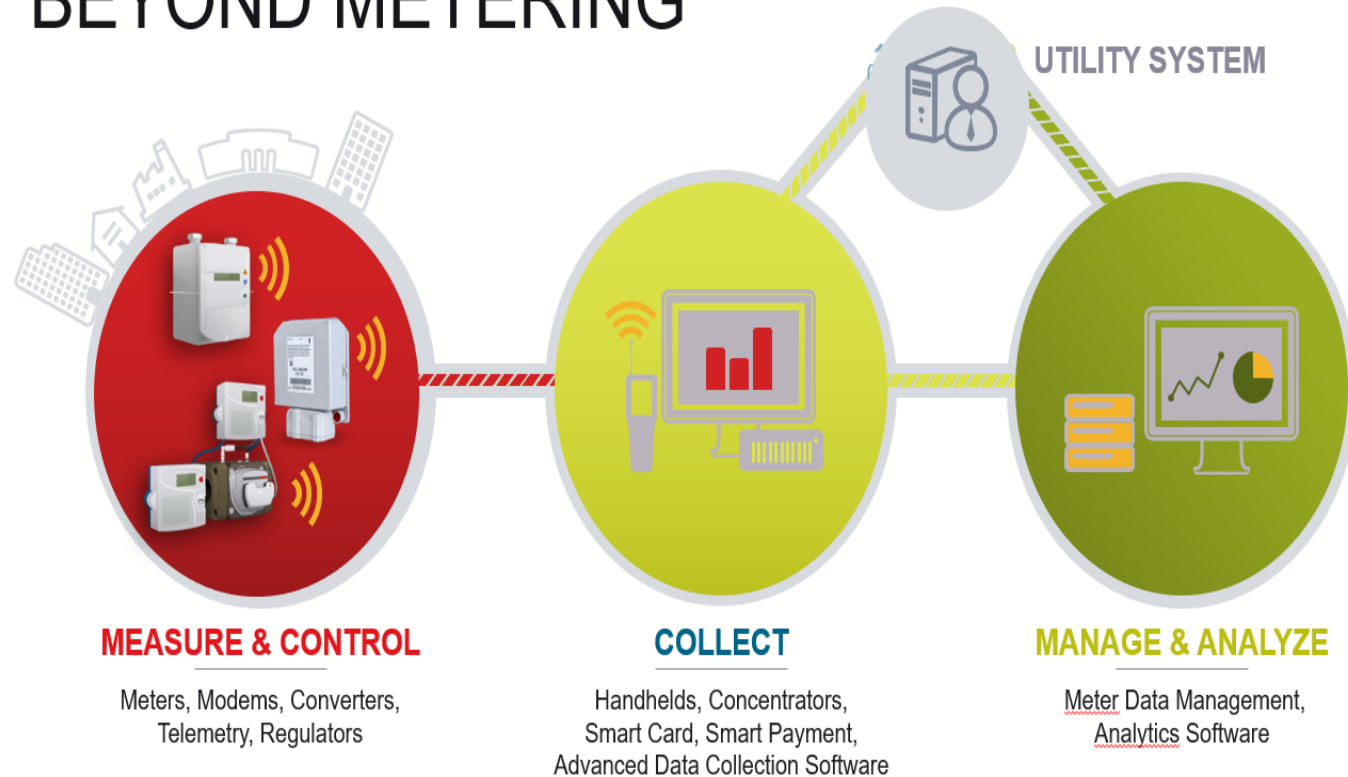 BEYOND METERING
UTILITY SYSTEM
MEASURE & CONTROL
Meters, Modems, Converters,
Telemetry, Regulators
COLLECT
Handhelds, Concentrators,
Smart Card, Smart Payment,
Advanced Data Collection Software
MANAGE & ANALYZE
Meter Data Management,
Analytics Software